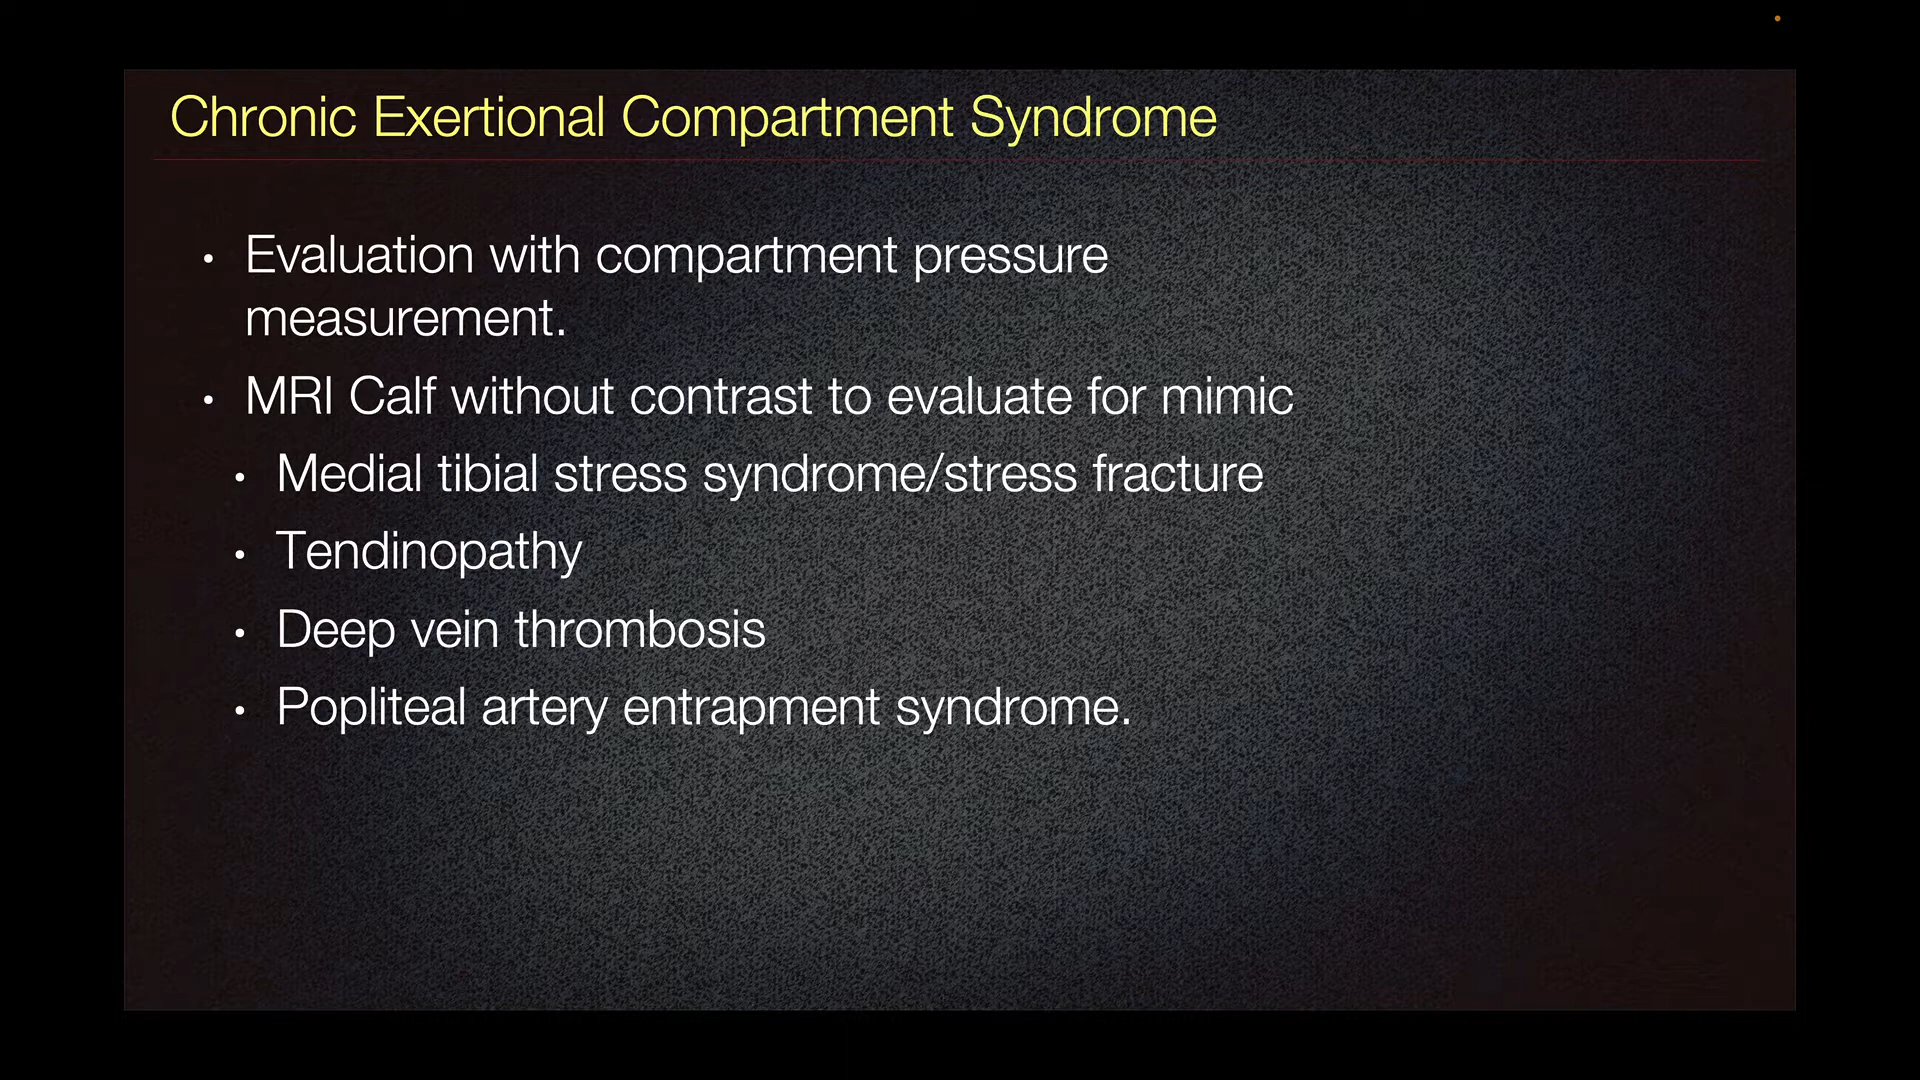 Chronic Exertional Compartment Syndrome
• Evaluation with compartment pressure
measurement.
• MRI Calf without contrast to evaluate for mimic
• Medial tibial stress syndrome/stress fracture
• Tendinopathy
• Deep vein thrombosis
• Popliteal artery entrapment syndrome.